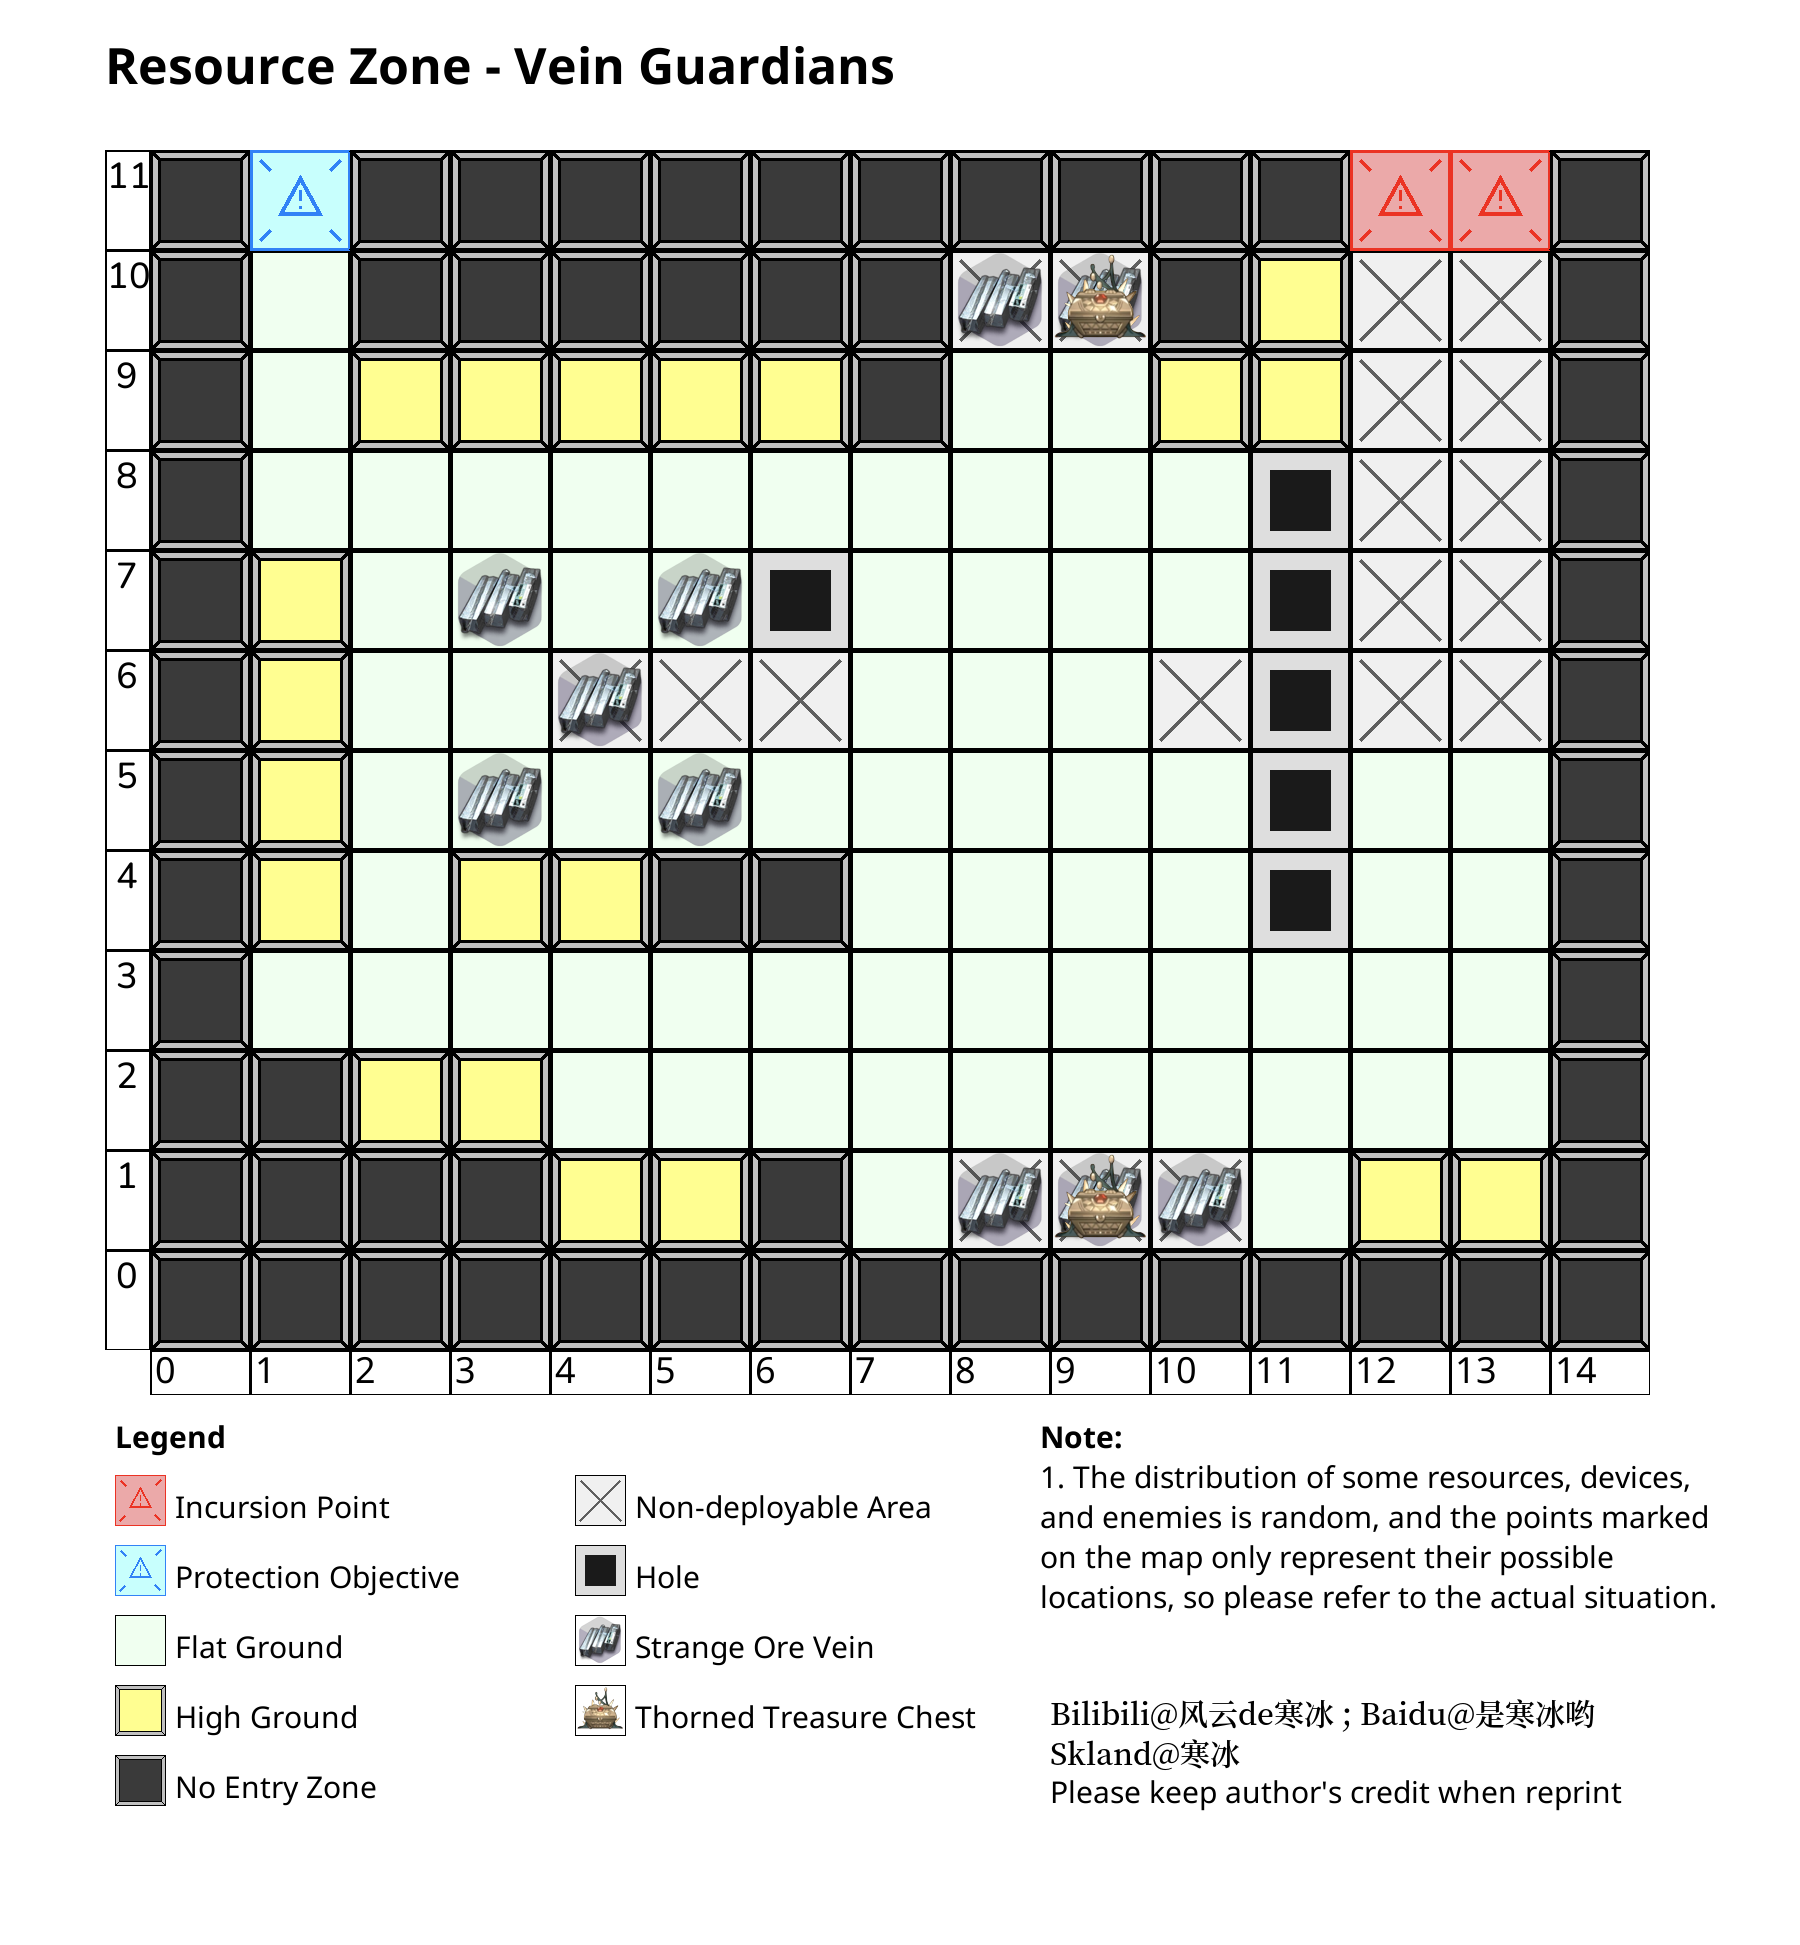 Resource Zone - Vein Guardians
11
10
9
8
7
6
5
4
3
2
1
0
0 1 2 3 4 5 6 7 8 9 10 11 12 13 14
Legend
Incursion Point
Protection Objective
Flat Ground
High Ground
No Entry Zone
Non-deployable Area
Hole
Strange Ore Vein
Thorned Treasure Chest
Note:
1. The distribution of some resources, devices,
and enemies is random, and the points marked
on the map only represent their possible
locations, so please refer to the actual situation.
Bilibili@风云de寒冰 ; Baidu@是寒冰哟
Skland@寒冰
Please keep author's credit when reprint